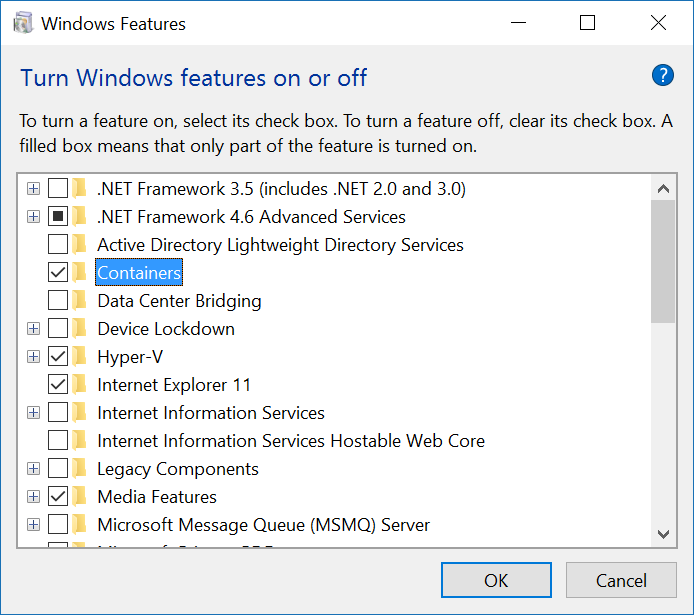 Windows Features
Turn Windows features on or off
?
To turn a feature on, select its check box. To turn a feature off, clear its check box. A
filled box means that only part of the feature is turned on.
.NET Framework 3.5 (includes .NET 2.0 and 3.0)
.NET Framework 4.6 Advanced Services
Active Directory Lightweight Directory Services
Containers
Data Center Bridging
Device Lockdown
Hyper-V
Internet Explorer 11
Internet Information Services
Internet Information Services Hostable Web Core
Legacy Components
Media Features
Microsoft Message Queue (MSMQ) Server
OK
Cancel